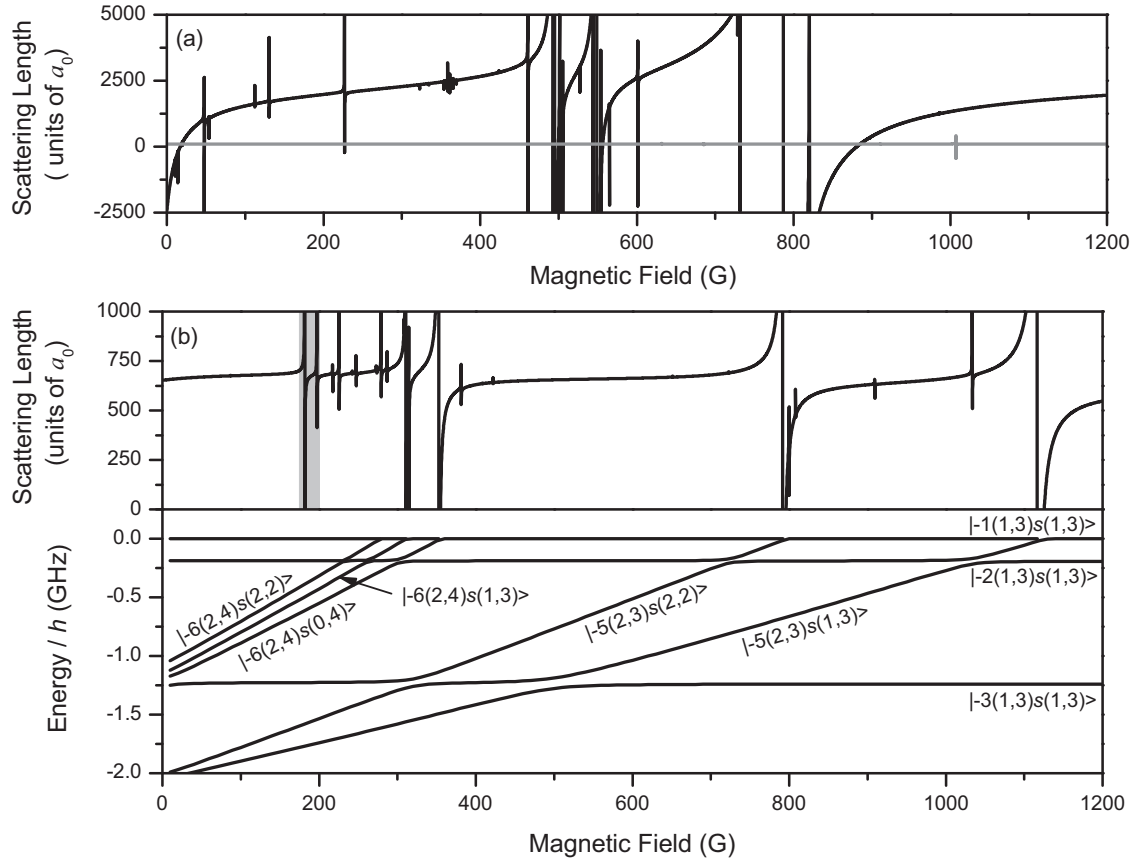 (a)
Scattering Length
( units of a0)
5000
2500
0
-2500
0 200 400 600 800 1000 1200
Magnetic Field (G)
(b)
Scattering Length
(units of a0)
1000
750
500
250
0
Energy / h (GHz)
0.0
-0.5
-1.0
-1.5
-2.0
|-1(1,3)s(1,3)>
|-2(1,3)s(1,3)>
|-6(2,4)s(2,2)>
|-6(2,4)s(1,3)>
|-6(2,4)s(0,4)>
|-5(2,3)s(2,2)>
|-5(2,3)s(1,3)>
|-3(1,3)s(1,3)>
0 200 400 600 800 1000 1200
Magnetic Field (G)